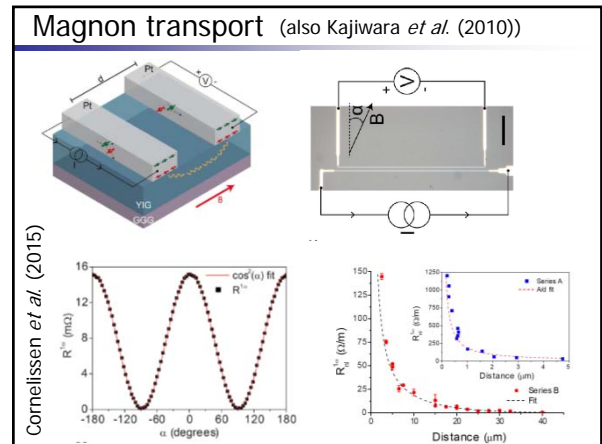 Magnon transport (also Kajiwara et al. (2010))
d
Pt
Pt
V
+
-
I
YIG
GGG
B
V
+
-
α
B
I
Cornelissen et al. (2015)
R1ω (mΩ)
16
12
8
4
0
cos²(α) fit
R1ω
-180 -120 -60 0 60 120 180
α (degrees)
150
125
100
75
50
25
0
(Ω/m)
0 10 20 30 40
Distance (μm)
1250
1000
750
500
250
0
(Ω/m)
Series A
A/d fit
0 1 2 3 4 5
Distance (μm)
Series B
Fit